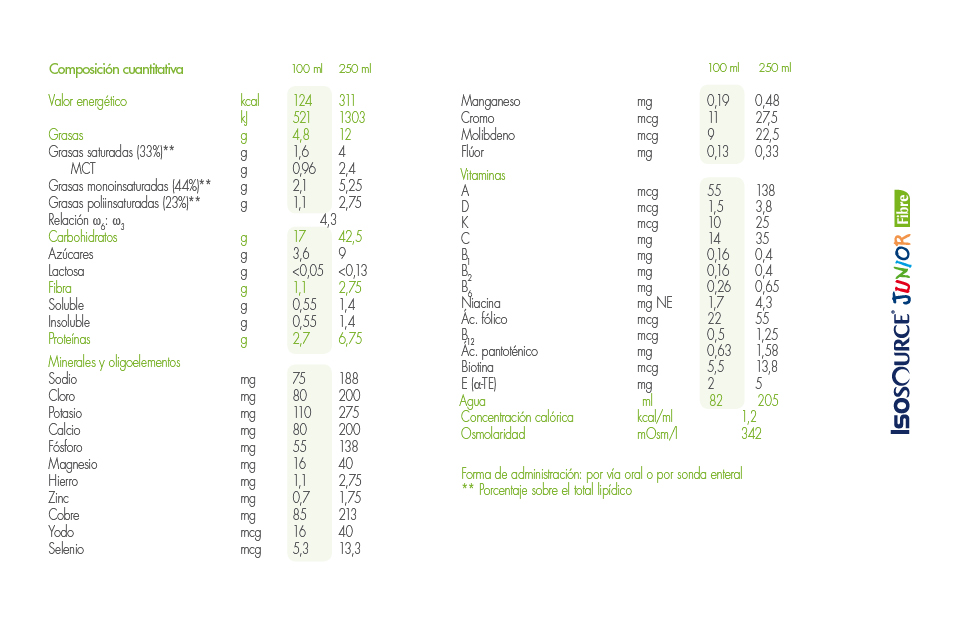 Composición cuantitativa 100 ml 250 ml
Valor energético kcal 124 311
kJ 521 1303
Grasas g 4,8 12
Grasas saturadas (33%)** g 1,6 4
MCT g 0,96 2,4
Grasas monoinsaturadas (44%)** g 2,1 5,25
Grasas poliinsaturadas (23%)** g 1,1 2,75
Relación ω6: ω3 4,3
Carbohidratos g 17 42,5
Azúcares g 3,6 9
Lactosa g <0,05 <0,13
Fibra g 1,1 2,75
Soluble g 0,55 1,4
Insoluble g 0,55 1,4
Proteínas g 2,7 6,75
Minerales y oligoelementos
Sodio mg 75 188
Cloro mg 80 200
Potasio mg 110 275
Calcio mg 80 200
Fósforo mg 55 138
Magnesio mg 16 40
Hierro mg 1,1 2,75
Zinc mg 0,7 1,75
Cobre mg 85 213
Yodo mcg 16 40
Selenio mcg 5,3 13,3
100 ml 250 ml
Manganeso mg 0,19 0,48
Cromo mcg 11 27,5
Molibdeno mcg 9 22,5
Flúor mg 0,13 0,33
Vitaminas
A mcg 55 138
D mcg 1,5 3,8
K mcg 10 25
C mg 14 35
B1 mg 0,16 0,4
B2 mg 0,16 0,4
B6 mg 0,26 0,65
Niacina mg NE 1,7 4,3
Ác. fólico mcg 22 55
B12 mcg 0,5 1,25
Ác. pantoténico mg 0,63 1,58
Biotina mcg 5,5 13,8
E (α-TE) mg 2 5
Agua ml 82 205
Concentración calórica kcal/ml 1,2
Osmolaridad mOsm/l 342
Forma de administración: por vía oral o por sonda enteral
** Porcentaje sobre el total lipídico
ISOSOURCE® JUNIOR Fibre